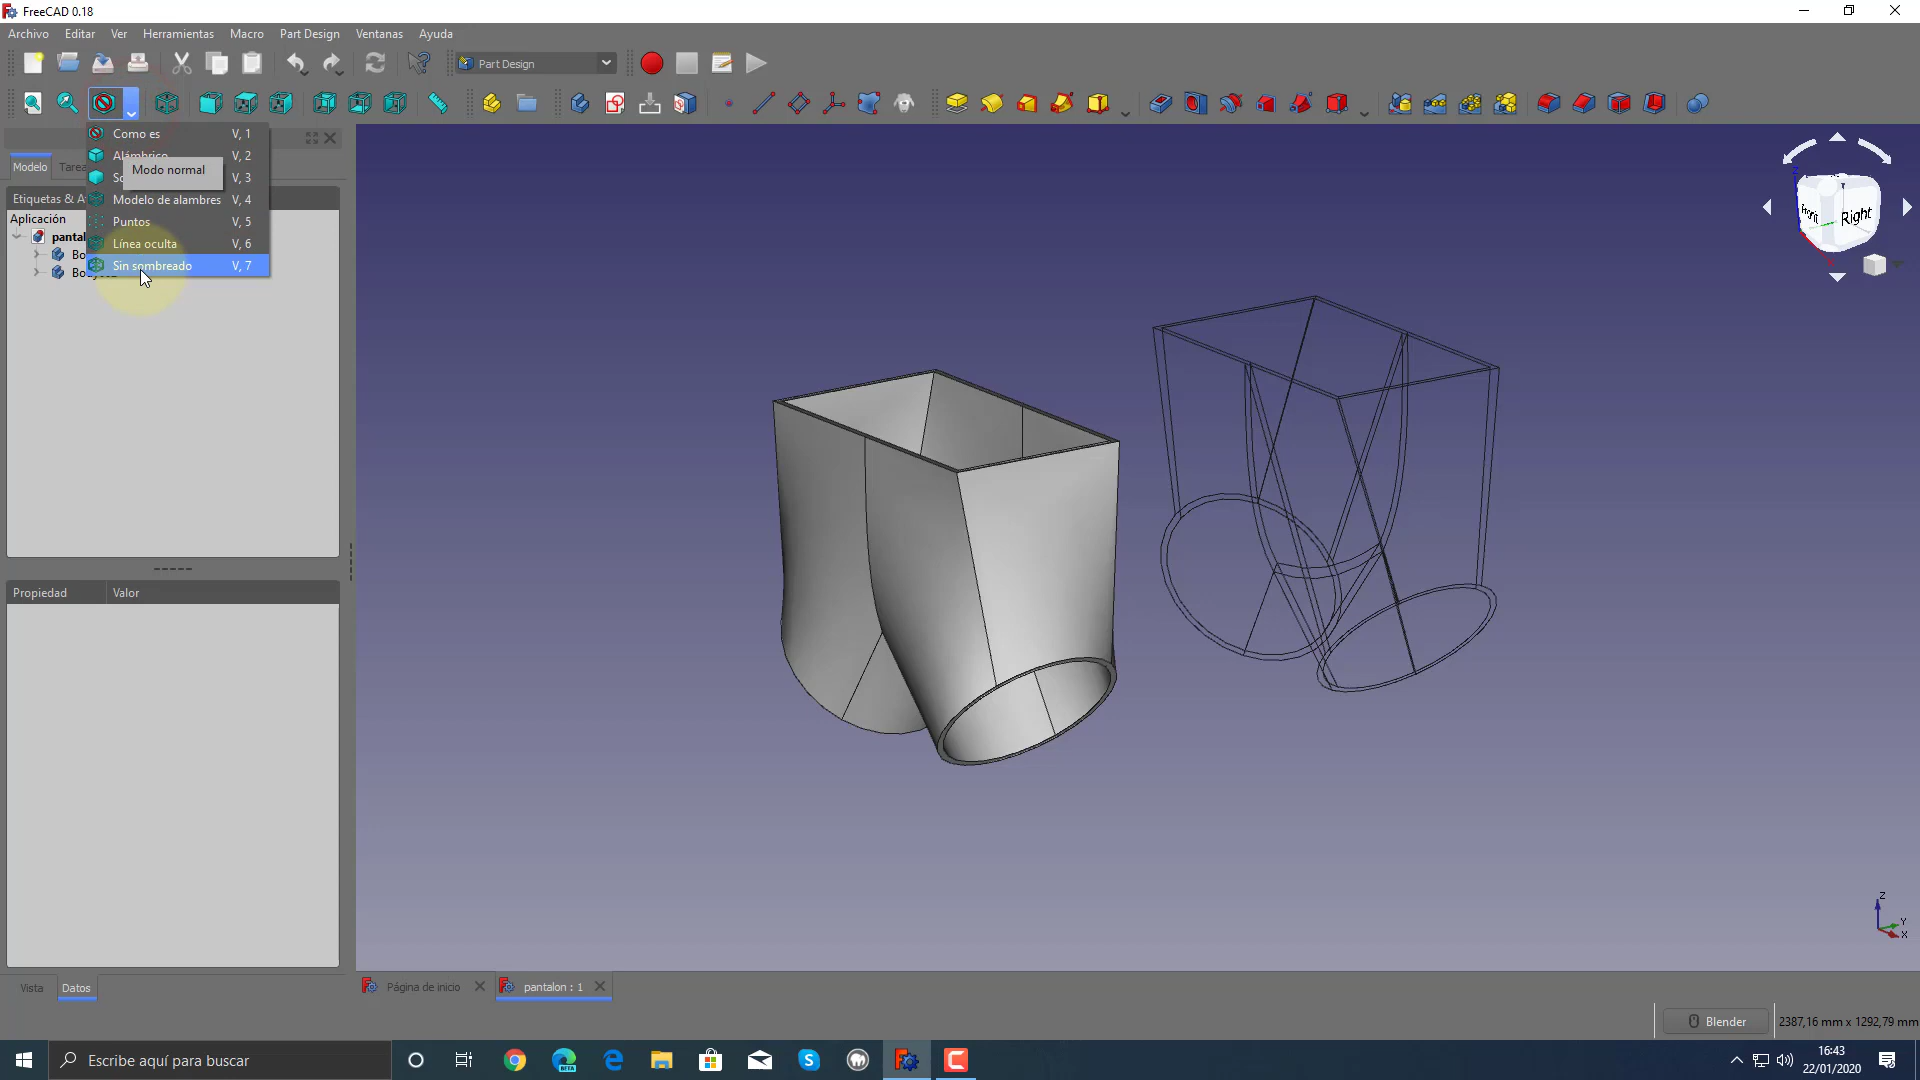 FreeCAD 0.18
Archivo Editar Ver Herramientas Macro Part Design Ventanas Ayuda
Part Design
Como es V, 1
Alámbrico V, 2
Modo normal
V, 3
Modelo de alambres V, 4
Puntos V, 5
Línea oculta V, 6
Sin sombreado V, 7
Modelo
Etiquetas &
Aplicación
Propiedad Valor
Front Right
Z
Y
X
Vista Datos
Página de inicio pantalon : 1
Blender 2387,16 mm x 1292,79 mm
Escribe aquí para buscar
BETA
16:43
22/01/2020